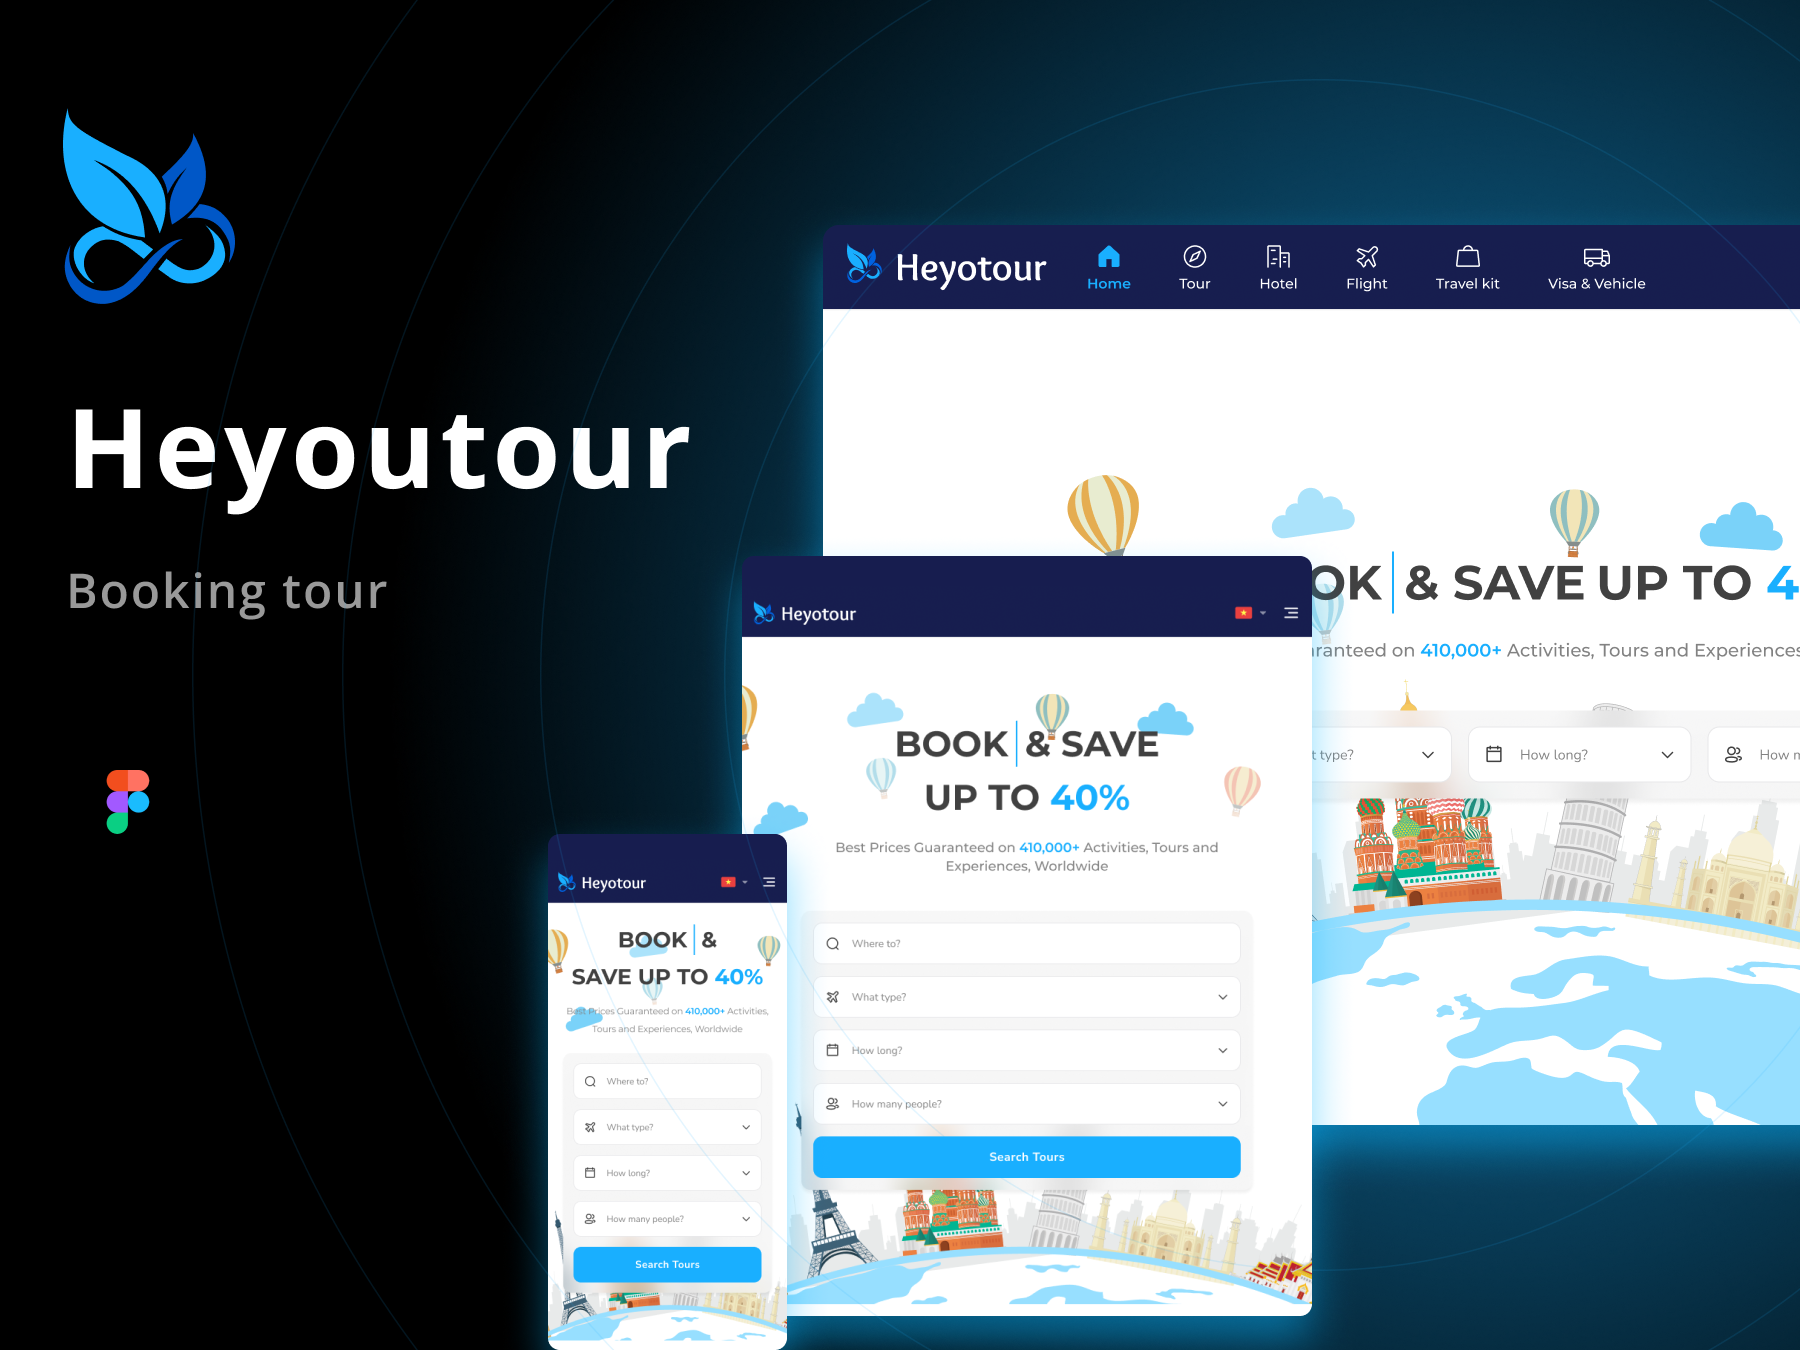 Heyoutour
Booking tour
Heyotour
Home
Tour
Hotel
Flight
Travel kit
Visa & Vehicle
OK & SAVE UP TO 4
on 410,000+ Activities, Tours and Experiences
type?
How long?
How
Heyotour
BOOK & SAVE
UP TO 40%
Best Prices Guaranteed on 410,000+ Activities, Tours and
Experiences, Worldwide
Where to?
What type?
How long?
How many people?
Search Tours
Heyotour
BOOK &
SAVE UP TO 40%
Best Prices Guaranteed on 410,000+ Activities,
Tours and Experiences, Worldwide
Where to?
What type?
How long?
How many people?
Search Tours